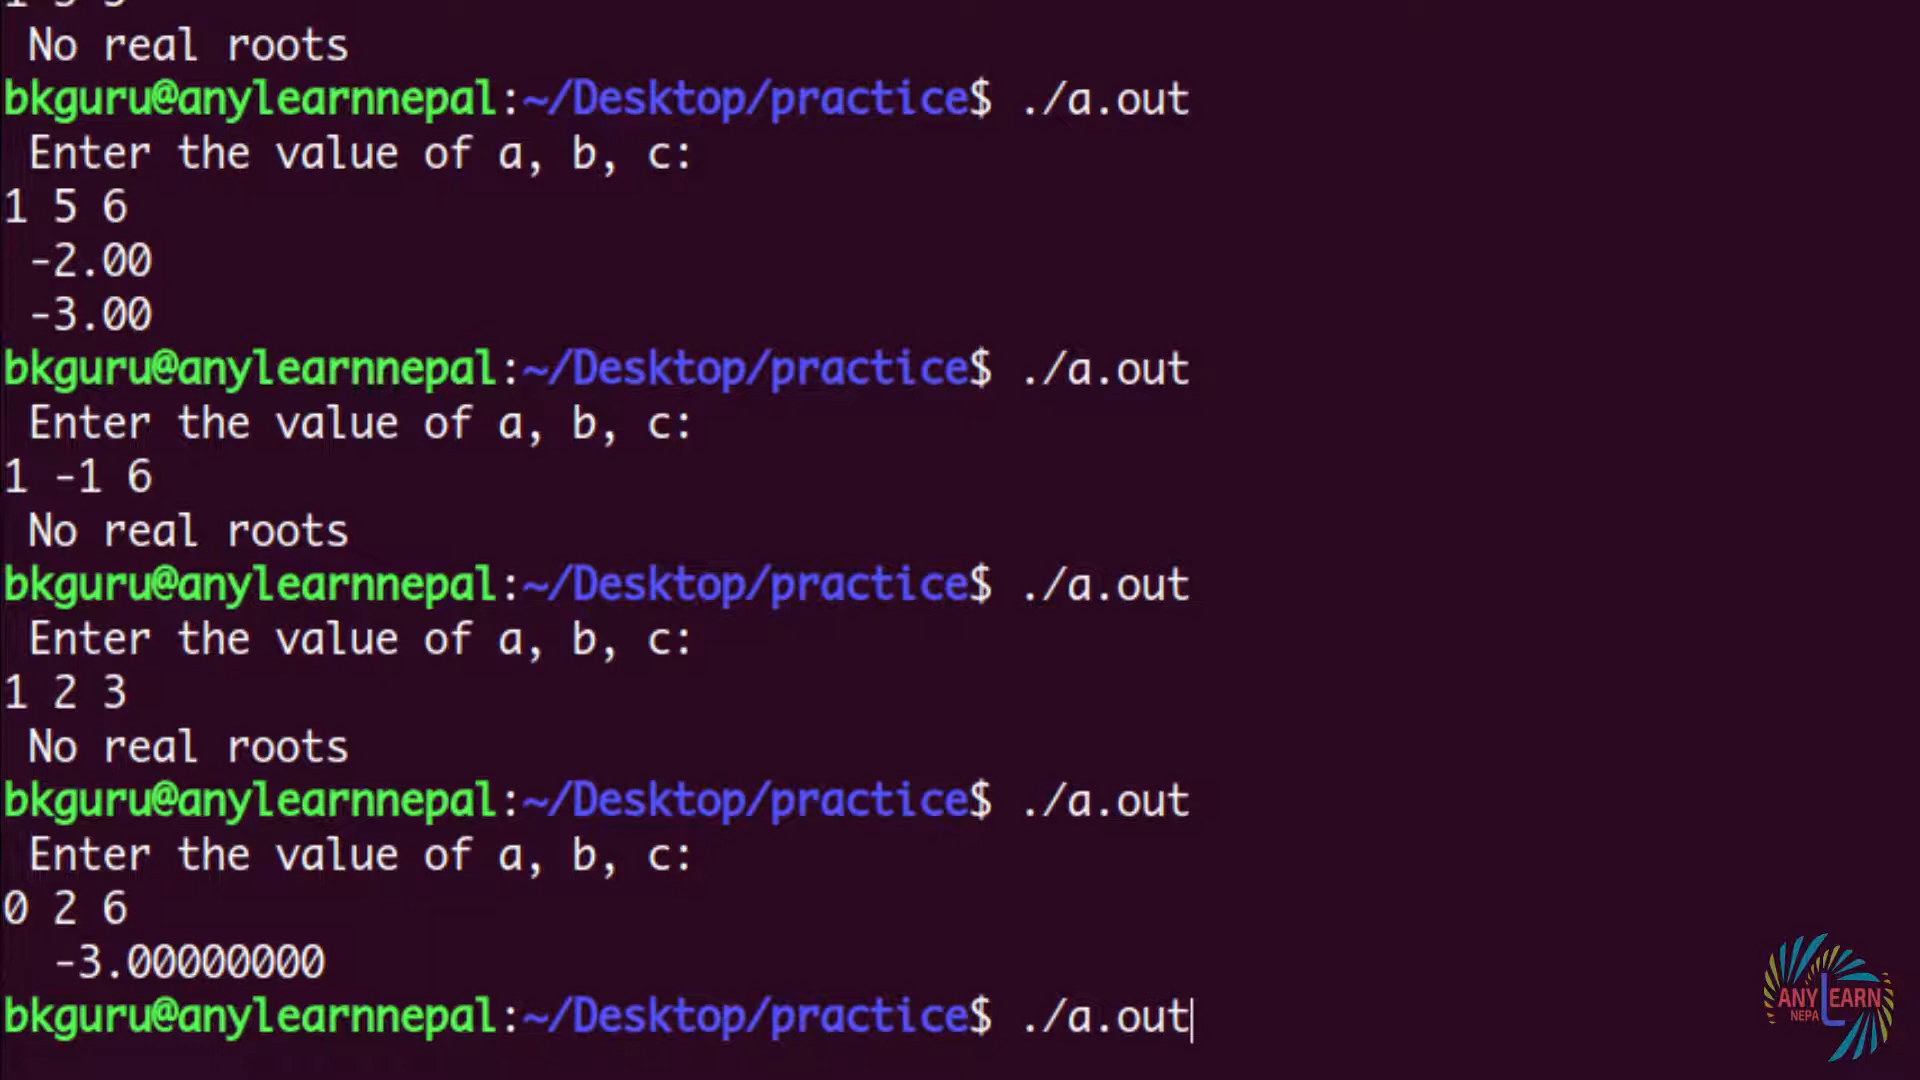 No real roots
bkguru@anylearnnepal:~/Desktop/practice$ ./a.out
Enter the value of a, b, c:
1 5 6
-2.00
-3.00
bkguru@anylearnnepal:~/Desktop/practice$ ./a.out
Enter the value of a, b, c:
1 -1 6
No real roots
bkguru@anylearnnepal:~/Desktop/practice$ ./a.out
Enter the value of a, b, c:
1 2 3
No real roots
bkguru@anylearnnepal:~/Desktop/practice$ ./a.out
Enter the value of a, b, c:
0 2 6
-3.00000000
bkguru@anylearnnepal:~/Desktop/practice$ ./a.out
ANY LEARN
NEPAL